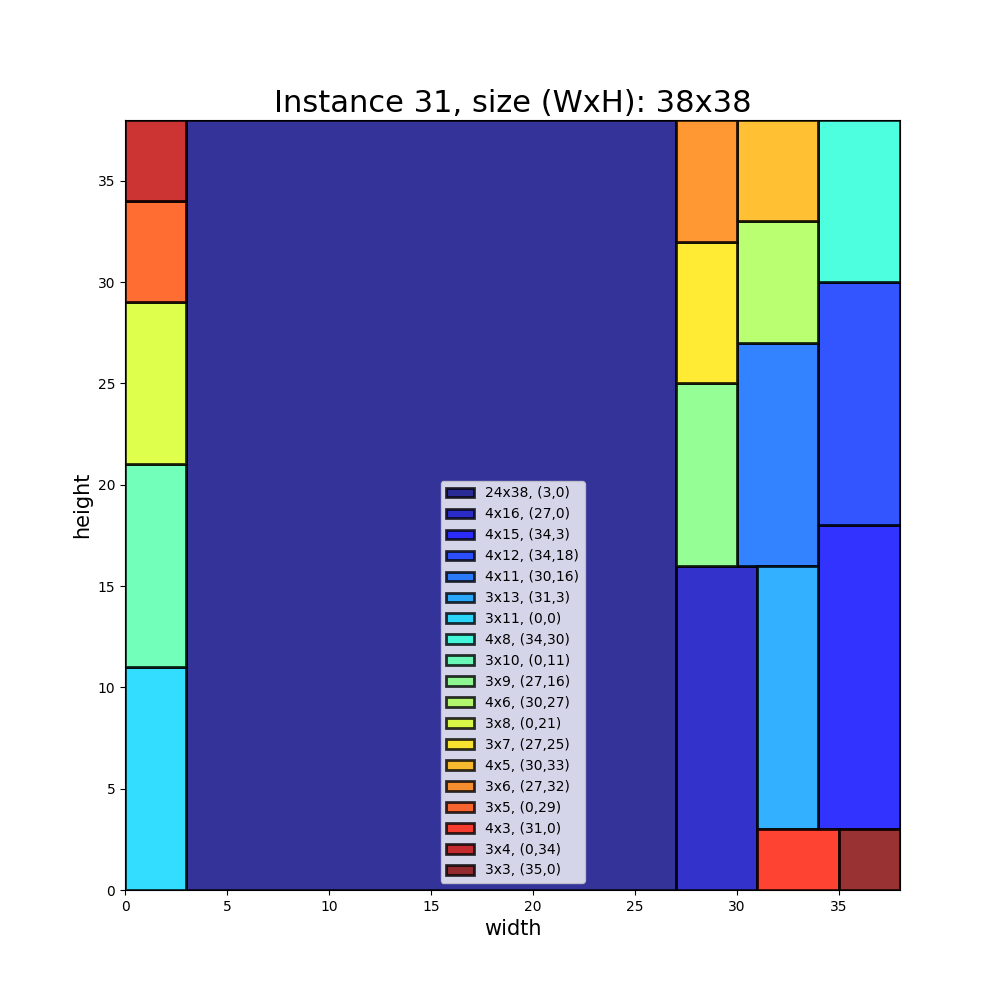 Instance 31, size (WxH): 38x38
height
35
30
25
20
15
10
5
0
24x38, (3,0)
4x16, (27,0)
4x15, (34,3)
4x12, (34,18)
4x11, (30,16)
3x13, (31,3)
3x11, (0,0)
4x8, (34,30)
3x10, (0,11)
3x9, (27,16)
4x6, (30,27)
3x8, (0,21)
3x7, (27,25)
4x5, (30,33)
3x6, (27,32)
3x5, (0,29)
4x3, (31,0)
3x4, (0,34)
3x3, (35,0)
0 5 10 15 20 25 30 35
width